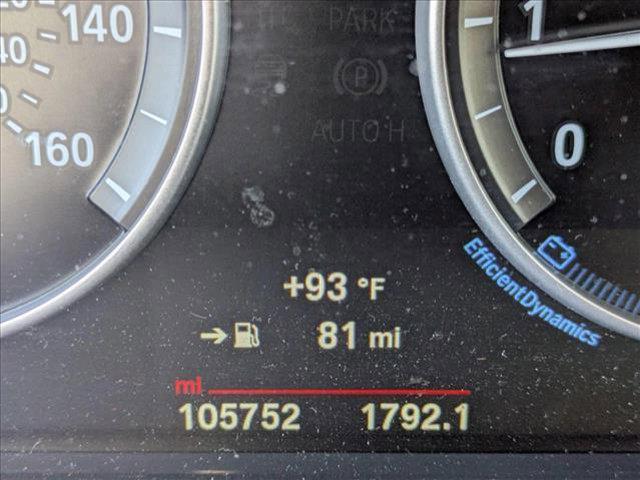 140
160
PARK
P
AUTO H
1
0
+93 °F
81 mi
EfficientDynamics
mi
105752 1792.1